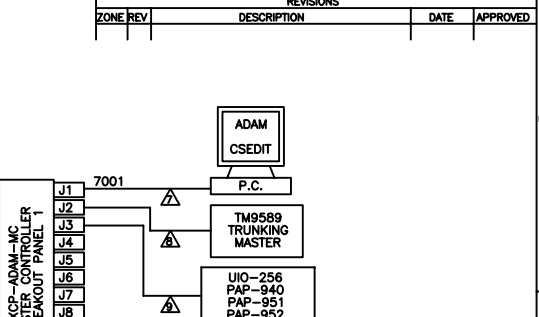 REVISIONS
ZONE REV DESCRIPTION DATE APPROVED
ADAM
CSEDIT
P.C.
7001
7
J1
J2
J3
J4
J5
J6
J7
J8
TM9589
TRUNKING
MASTER
8
UIO-256
PAP-940
PAP-951
PAP-952
9
XCP-ADAM-MC
STER CONTROLLER
EAKOUT PANEL 1